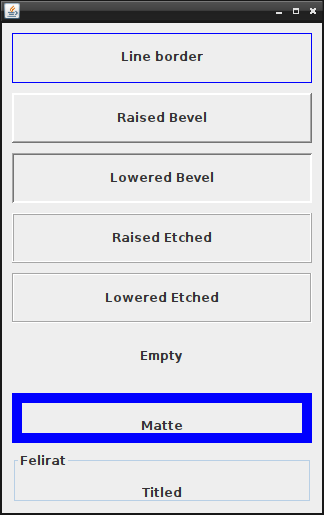 Line border
Raised Bevel
Lowered Bevel
Raised Etched
Lowered Etched
Empty
Matte
Felirat
Titled